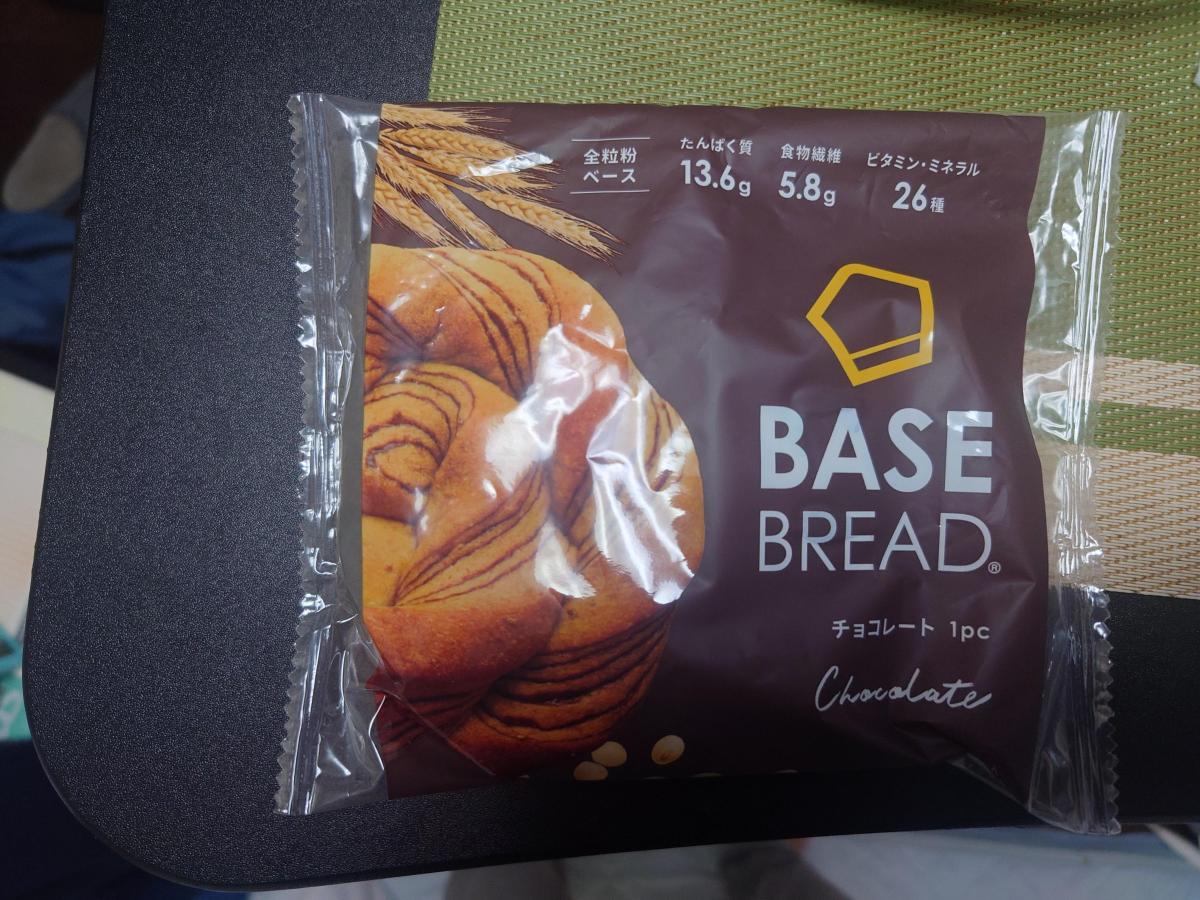 全粒粉
ベース
たんぱく質
13.6g
食物繊維
5.8g
ビタミン・ミネラル
26種
BASE
BREAD®
チョコレート 1pc
Chocolate